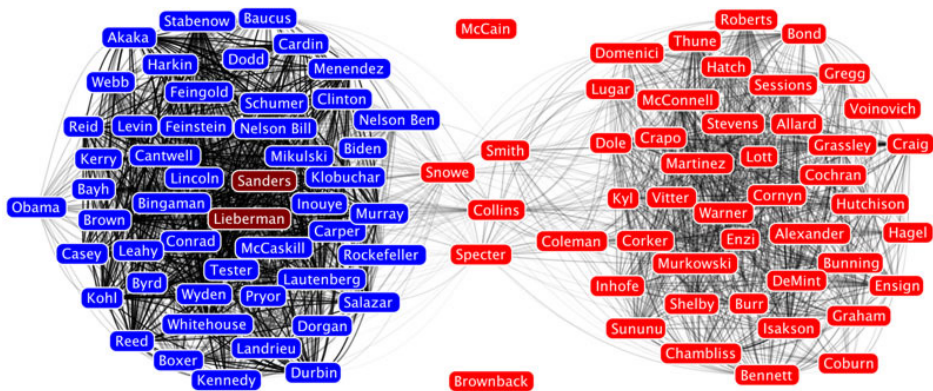 Stabenow
Baucus
Akaka
Cardin
Dodd
Harkin
Menendez
Webb
Feingold
Schumer
Clinton
Nelson Ben
Reid
Levin
Feinstein
Nelson Bill
Biden
Kerry
Cantwell
Mikulski
Klobuchar
Lincoln
Sanders
Bayh
Obama
Bingaman
Inouye
Murray
Brown
Lieberman
Carper
Casey
Leahy
Conrad
McCaskill
Rockefeller
Tester
Lautenberg
Byrd
Kohl
Wyden
Pryor
Salazar
Whitehouse
Dorgan
Reed
Landrieu
Boxer
Durbin
Kennedy
McCain
Smith
Snowe
Collins
Specter
Brownback
Roberts
Bond
Thune
Domenici
Hatch
Gregg
Sessions
Lugar
McConnell
Voinovich
Stevens
Allard
Dole
Crapo
Grassley
Craig
Martinez
Lott
Cochran
Kyl
Vitter
Cornyn
Hutchison
Warner
Coleman
Corker
Enzi
Alexander
Hagel
Murkowski
Bunning
DeMint
Inhofe
Ensign
Shelby
Burr
Graham
Sununu
Isakson
Chambliss
Coburn
Bennett